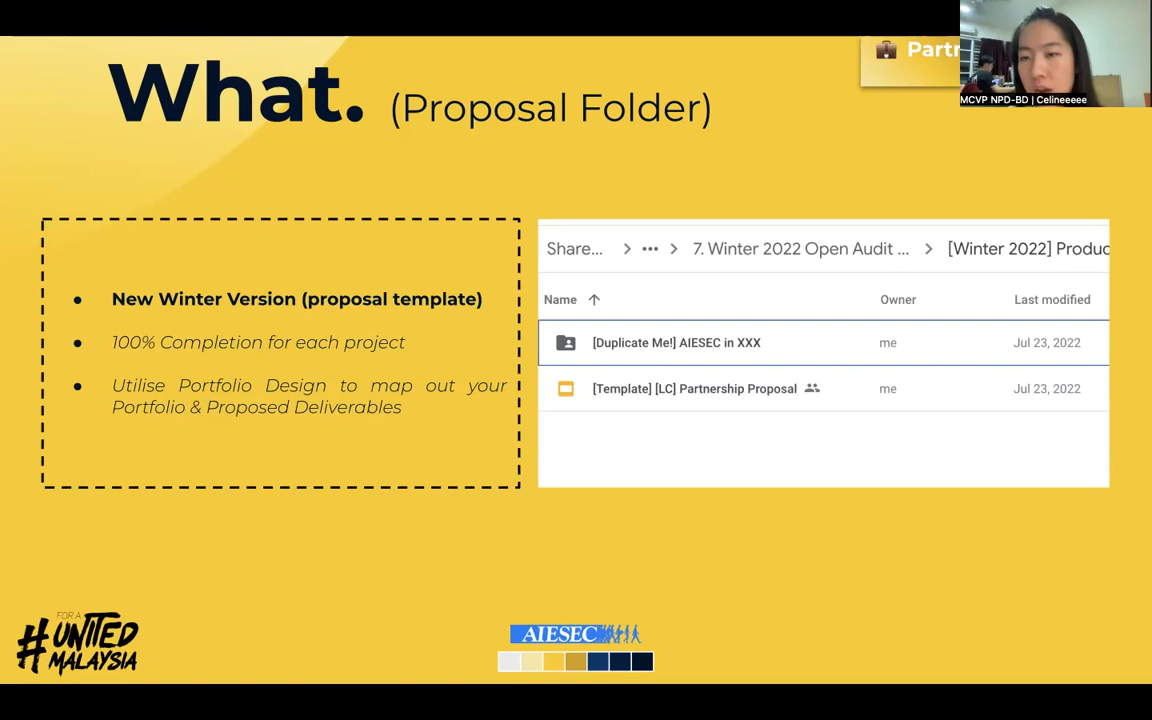 What. (Proposal Folder)
Partn
MCVP NPD-BD | Celineeeee
New Winter Version (proposal template)
100% Completion for each project
Utilise Portfolio Design to map out your
Portfolio & Proposed Deliverables
Share... > ••• > 7. Winter 2022 Open Audit ... > [Winter 2022] Produc
Name ↑ Owner Last modified
[Duplicate Me!] AIESEC in XXX me Jul 23, 2022
[Template] [LC] Partnership Proposal me Jul 23, 2022
FOR A
#UNITED
MALAYSIA
AIESEC